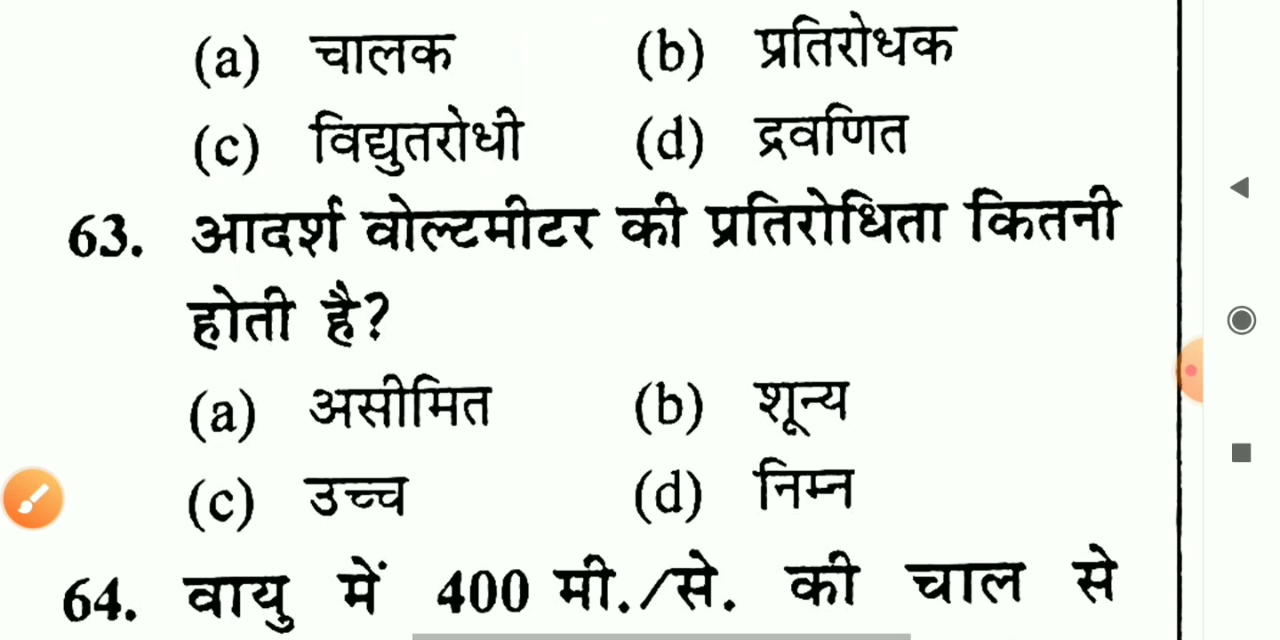 (a) चालक (b) प्रतिरोधक
(c) विद्युतरोधी (d) द्रवणित
63. आदर्श वोल्टमीटर की प्रतिरोधिता कितनी
होती है?
(a) असीमित (b) शून्य
(c) उच्च (d) निम्न
64. वायु में 400 मी./से. की चाल से